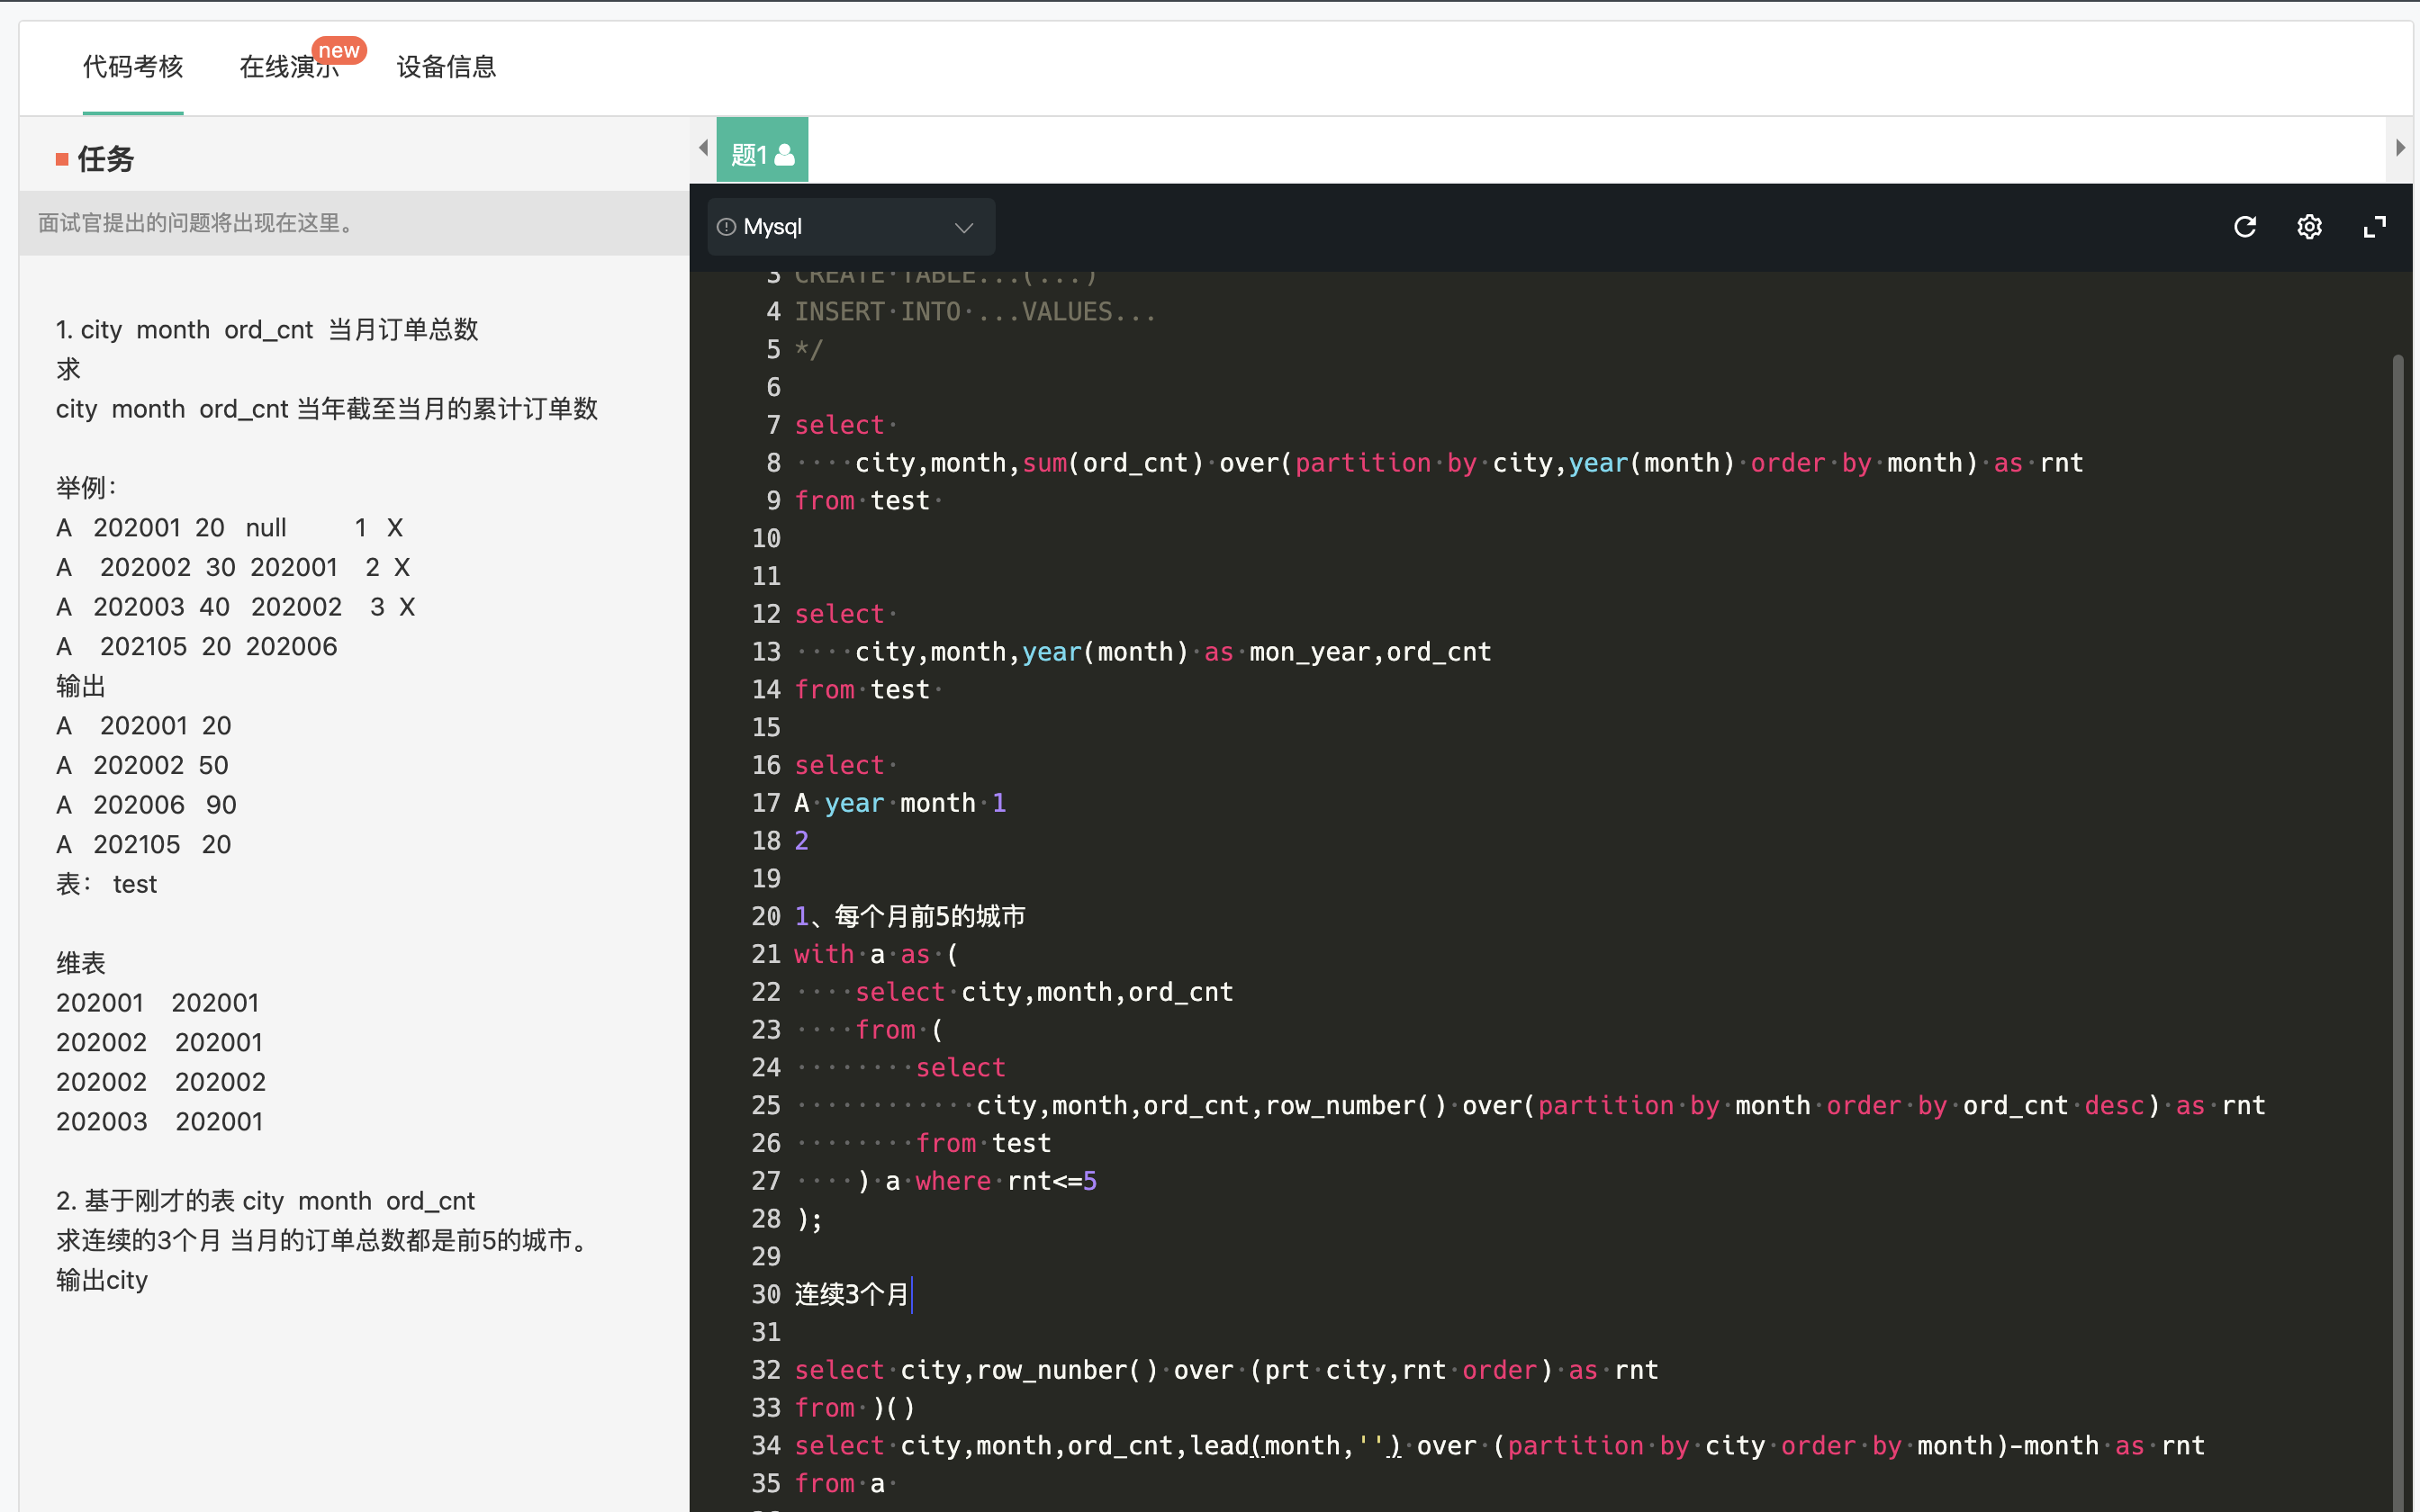 代码考核 在线演示 new 设备信息
任务
面试官提出的问题将出现在这里。
1. city month ord_cnt 当月订单总数
求
city month ord_cnt 当年截至当月的累计订单数
举例：
A 202001 20 null 1 X
A 202002 30 202001 2 X
A 202003 40 202002 3 X
A 202105 20 202006
输出
A 202001 20
A 202002 50
A 202006 90
A 202105 20
表： test
维表
202001 202001
202002 202001
202002 202002
202003 202001
2. 基于刚才的表 city month ord_cnt
求连续的3个月 当月的订单总数都是前5的城市。
输出city
题1
Mysql
3 CREATE TABLE...(...)
4 INSERT INTO ...VALUES...
5 */
6
7 select
8 city,month,sum(ord_cnt) over(partition by city,year(month) order by month) as rnt
9 from test
10
11
12 select
13 city,month,year(month) as mon_year,ord_cnt
14 from test
15
16 select
17 A year month 1
18 2
19
20 1、每个月前5的城市
21 with a as (
22 select city,month,ord_cnt
23 from (
24 select
25 city,month,ord_cnt,row_number() over(partition by month order by ord_cnt desc) as rnt
26 from test
27 ) a where rnt<=5
28 );
29
30 连续3个月
31
32 select city,row_nunber() over (prt city,rnt order) as rnt
33 from )()
34 select city,month,ord_cnt,lead(month,'') over (partition by city order by month)-month as rnt
35 from a